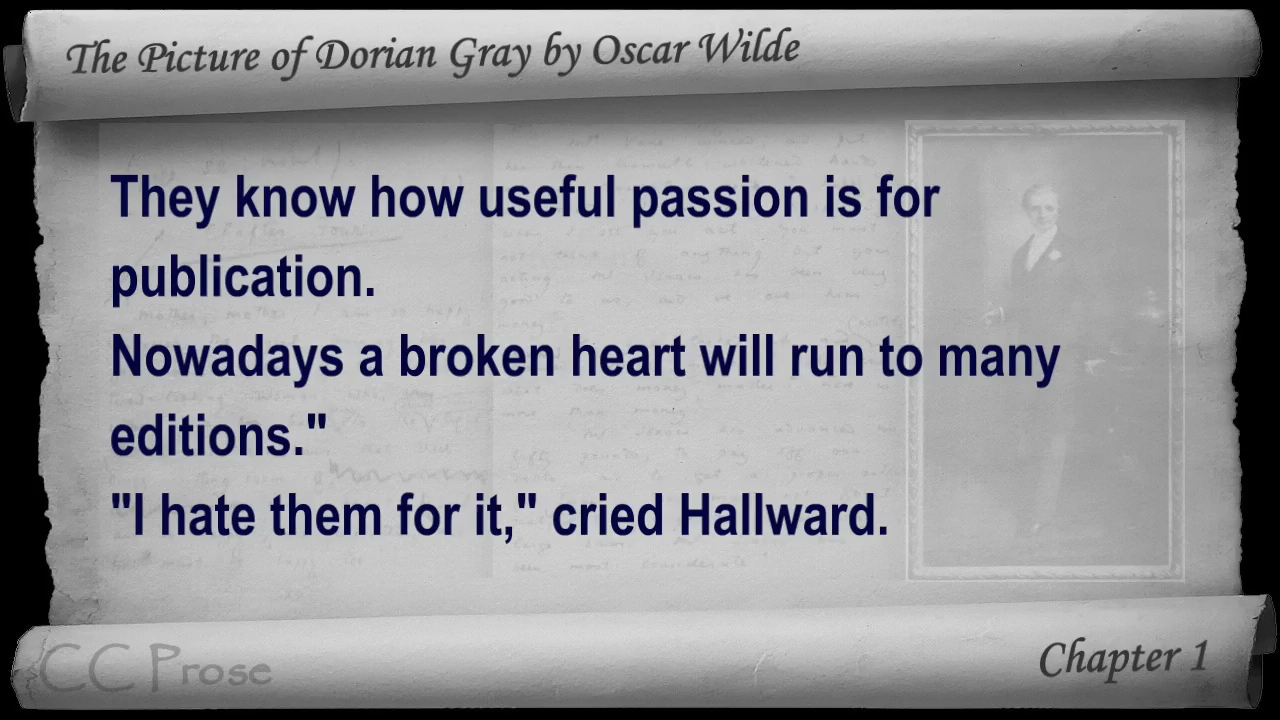 The Picture of Dorian Gray by Oscar Wilde
They know how useful passion is for
publication.
Nowadays a broken heart will run to many
editions."
"I hate them for it," cried Hallward.
CC Prose
Chapter 1